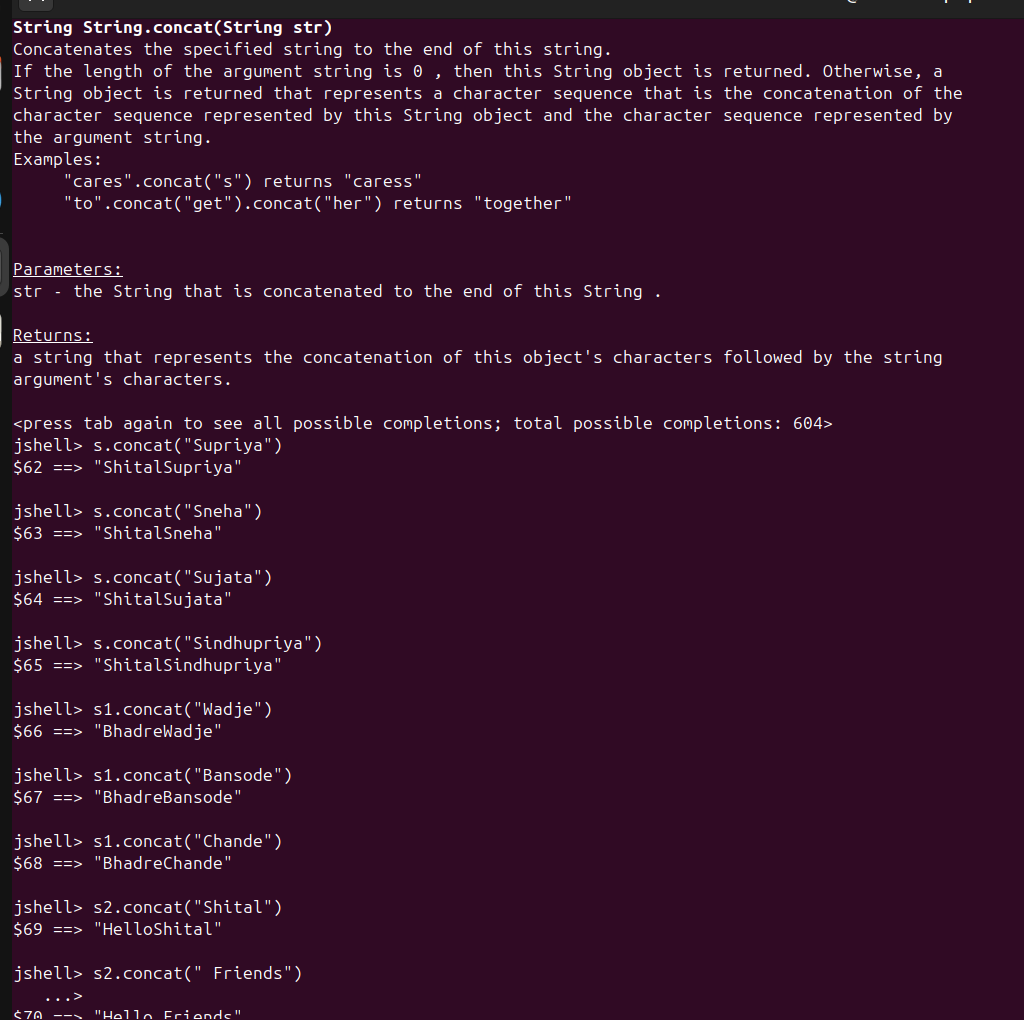 String String.concat(String str)
Concatenates the specified string to the end of this string.
If the length of the argument string is 0 , then this String object is returned. Otherwise, a
String object is returned that represents a character sequence that is the concatenation of the
character sequence represented by this String object and the character sequence represented by
the argument string.
Examples:
     "cares".concat("s") returns "caress"
     "to".concat("get").concat("her") returns "together"
Parameters:
str - the String that is concatenated to the end of this String .
Returns:
a string that represents the concatenation of this object's characters followed by the string
argument's characters.
<press tab again to see all possible completions; total possible completions: 604>
jshell> s.concat("Supriya")
$62 ==> "ShitalSupriya"
jshell> s.concat("Sneha")
$63 ==> "ShitalSneha"
jshell> s.concat("Sujata")
$64 ==> "ShitalSujata"
jshell> s.concat("Sindhupriya")
$65 ==> "ShitalSindhupriya"
jshell> s1.concat("Wadje")
$66 ==> "BhadreWadje"
jshell> s1.concat("Bansode")
$67 ==> "BhadreBansode"
jshell> s1.concat("Chande")
$68 ==> "BhadreChande"
jshell> s2.concat("Shital")
$69 ==> "HelloShital"
jshell> s2.concat(" Friends")
   ...>
$70 ==> "Hello Friends"